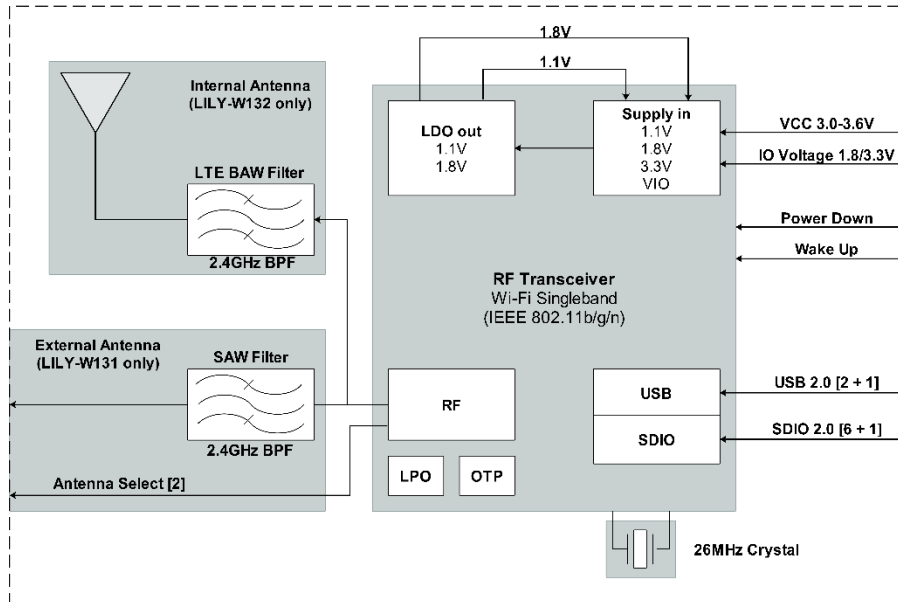 1.8V
1.1V
Internal Antenna
(LILY-W132 only)
LTE BAW Filter
2.4GHz BPF
LDO out
1.1V
1.8V
Supply in
1.1V
1.8V
3.3V
VIO
VCC 3.0-3.6V
IO Voltage 1.8/3.3V
Power Down
Wake Up
RF Transceiver
Wi-Fi Singleband
(IEEE 802.11b/g/n)
External Antenna
(LILY-W131 only)
SAW Filter
2.4GHz BPF
Antenna Select [2]
RF
LPO
OTP
USB
SDIO
USB 2.0 [2 + 1]
SDIO 2.0 [6 + 1]
26MHz Crystal